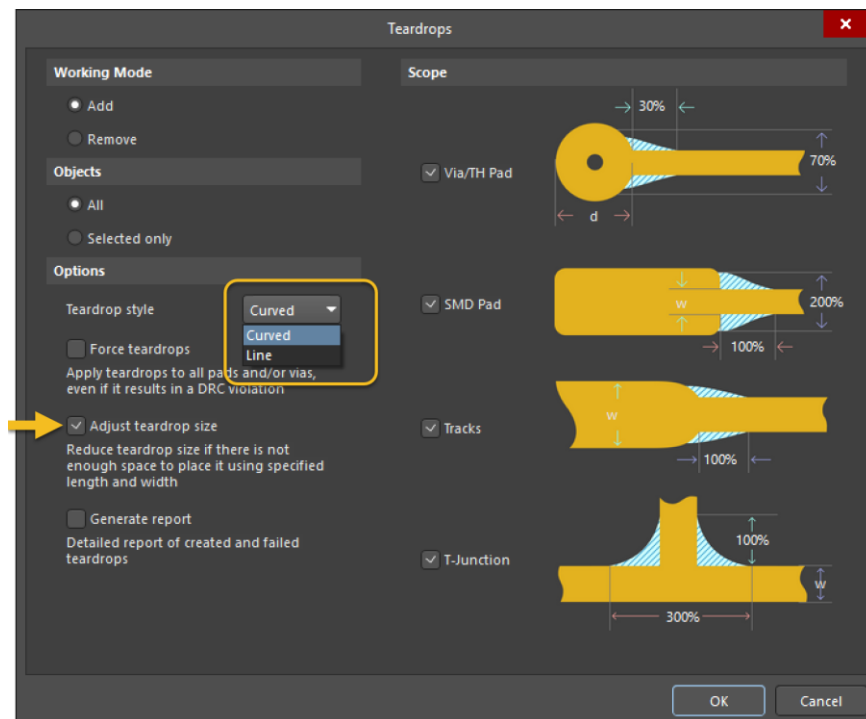 Teardrops
Working Mode
Add
Remove
Objects
All
Selected only
Options
Teardrop style
Curved
Curved
Line
Force teardrops
Apply teardrops to all pads and/or vias,
even if it results in a DRC violation
Adjust teardrop size
Reduce teardrop size if there is not
enough space to place it using specified
length and width
Generate report
Detailed report of created and failed
teardrops
Scope
Via/TH Pad
30%
70%
d
SMD Pad
w
200%
100%
Tracks
w
100%
T-Junction
100%
w
300%
OK
Cancel